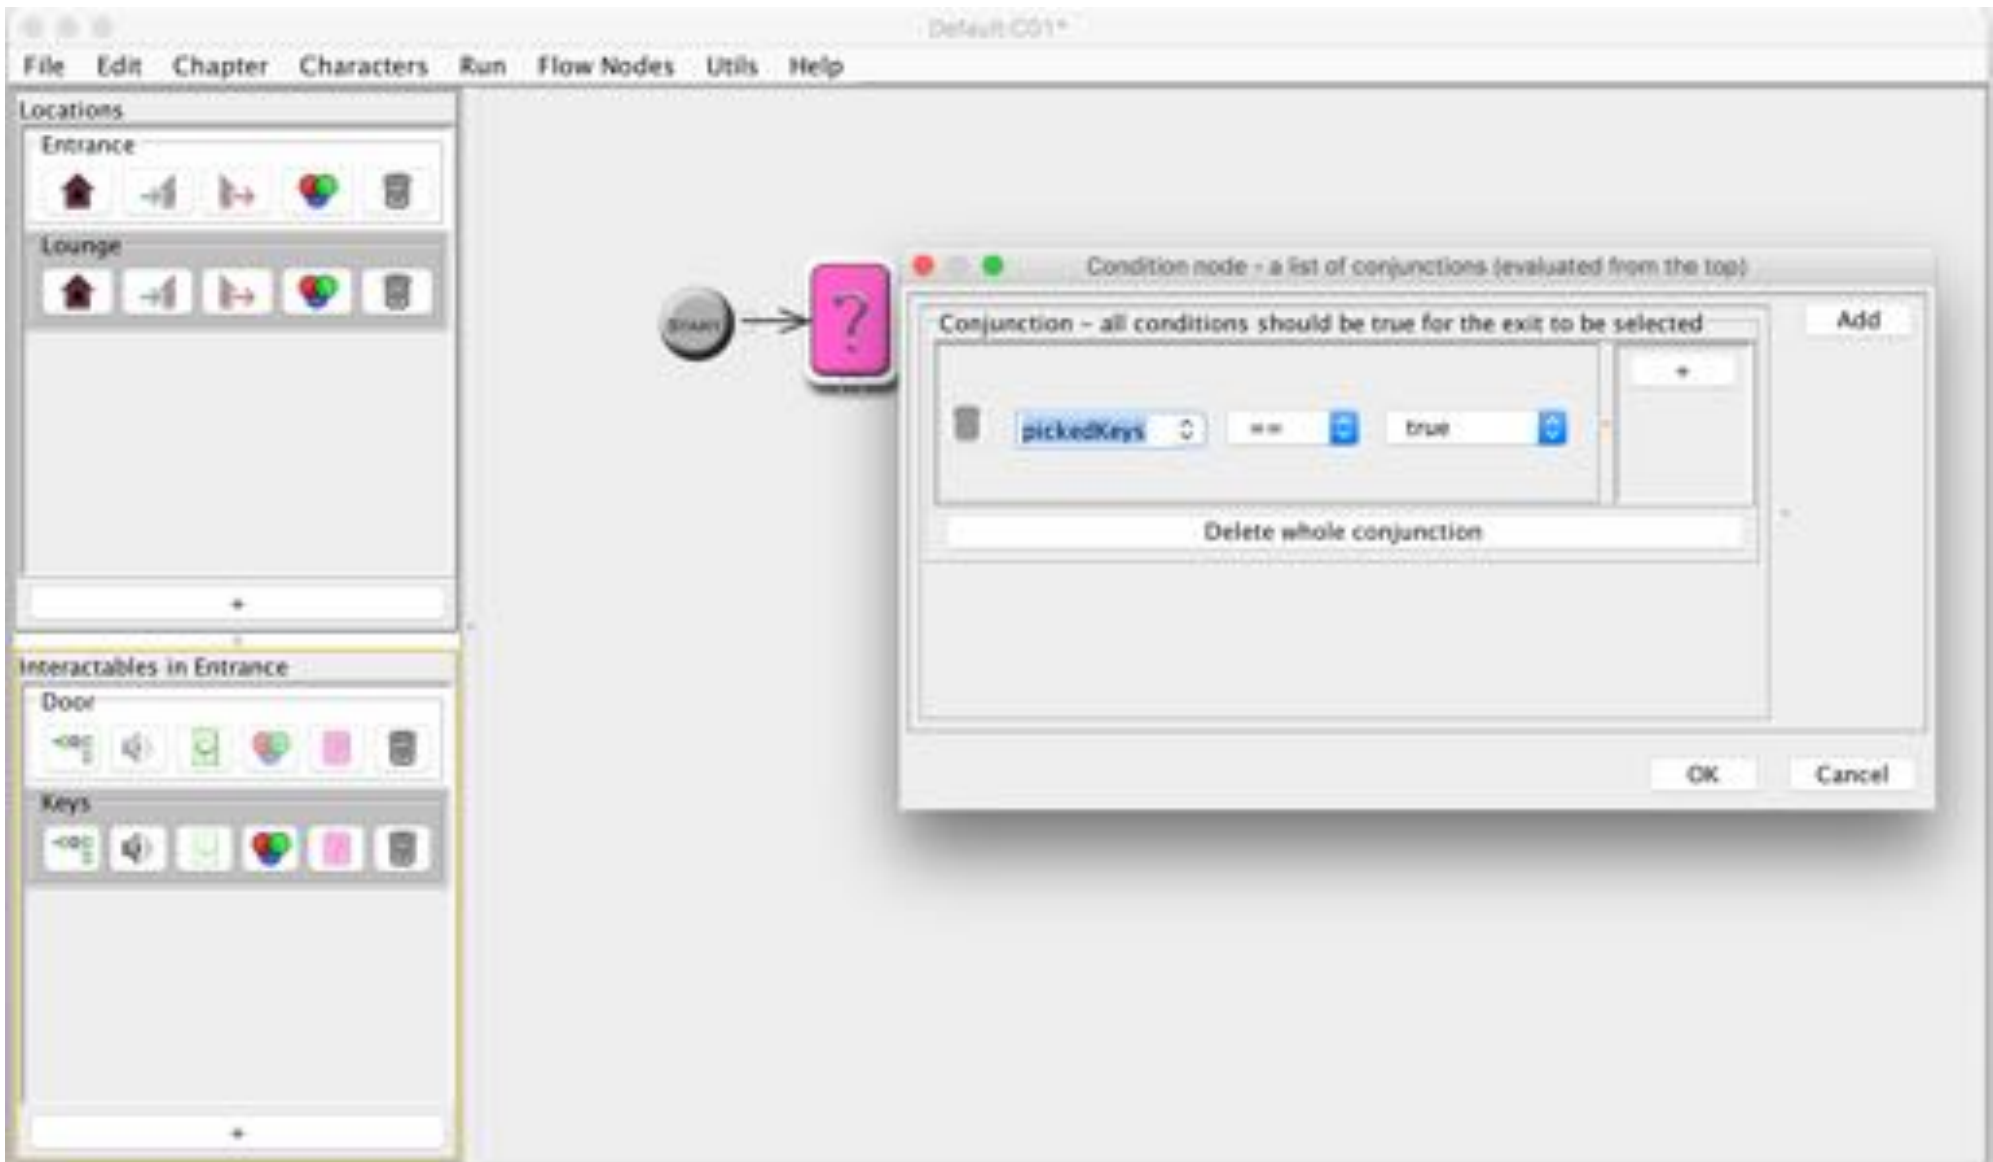 Default:C01*
File Edit Chapter Characters Run Flow Nodes Utils Help
Locations
Entrance
Lounge
+
Interactables in Entrance
Door
Keys
+
START
?
Condition node - a list of conjunctions (evaluated from the top)
Conjunction - all conditions should be true for the exit to be selected
Add
+
pickedKeys == true
Delete whole conjunction
OK Cancel